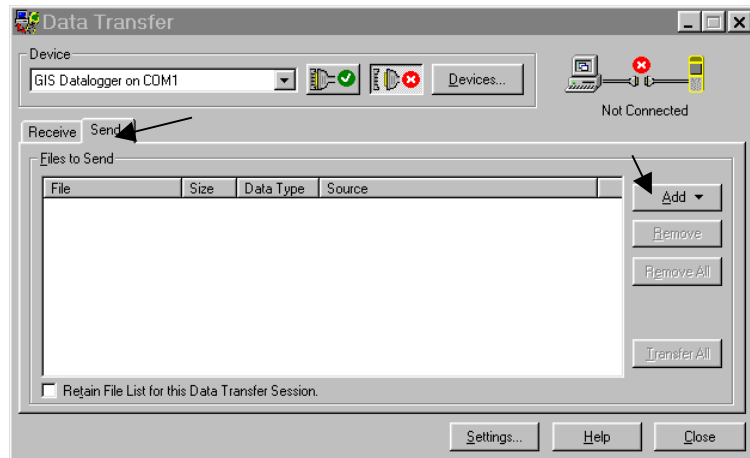 Data Transfer
Device
GIS Datalogger on COM1
Devices...
Not Connected
Receive
Send
Files to Send
File Size Data Type Source
Add
Remove
Remove All
Transfer All
Retain File List for this Data Transfer Session.
Settings... Help Close